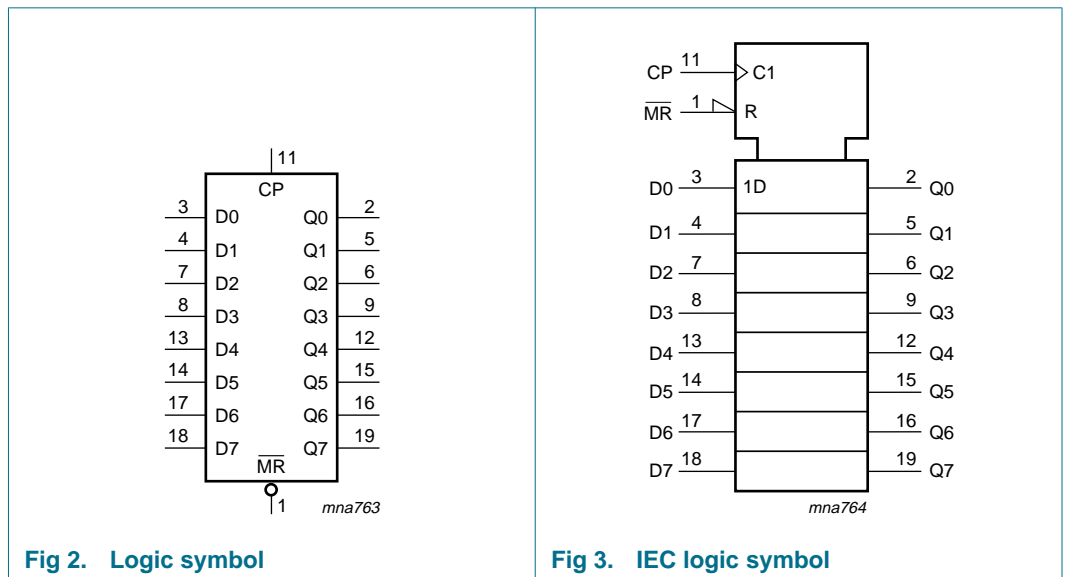 11
CP
3 D0 Q0 2
4 D1 Q1 5
7 D2 Q2 6
8 D3 Q3 9
13 D4 Q4 12
14 D5 Q5 15
17 D6 Q6 16
18 D7 Q7 19
M̅R̅
1 mna763
Fig 2. Logic symbol
CP 11 C1
M̅R̅ 1 R
D0 3 1D 2 Q0
D1 4 5 Q1
D2 7 6 Q2
D3 8 9 Q3
D4 13 12 Q4
D5 14 15 Q5
D6 17 16 Q6
D7 18 19 Q7
mna764
Fig 3. IEC logic symbol